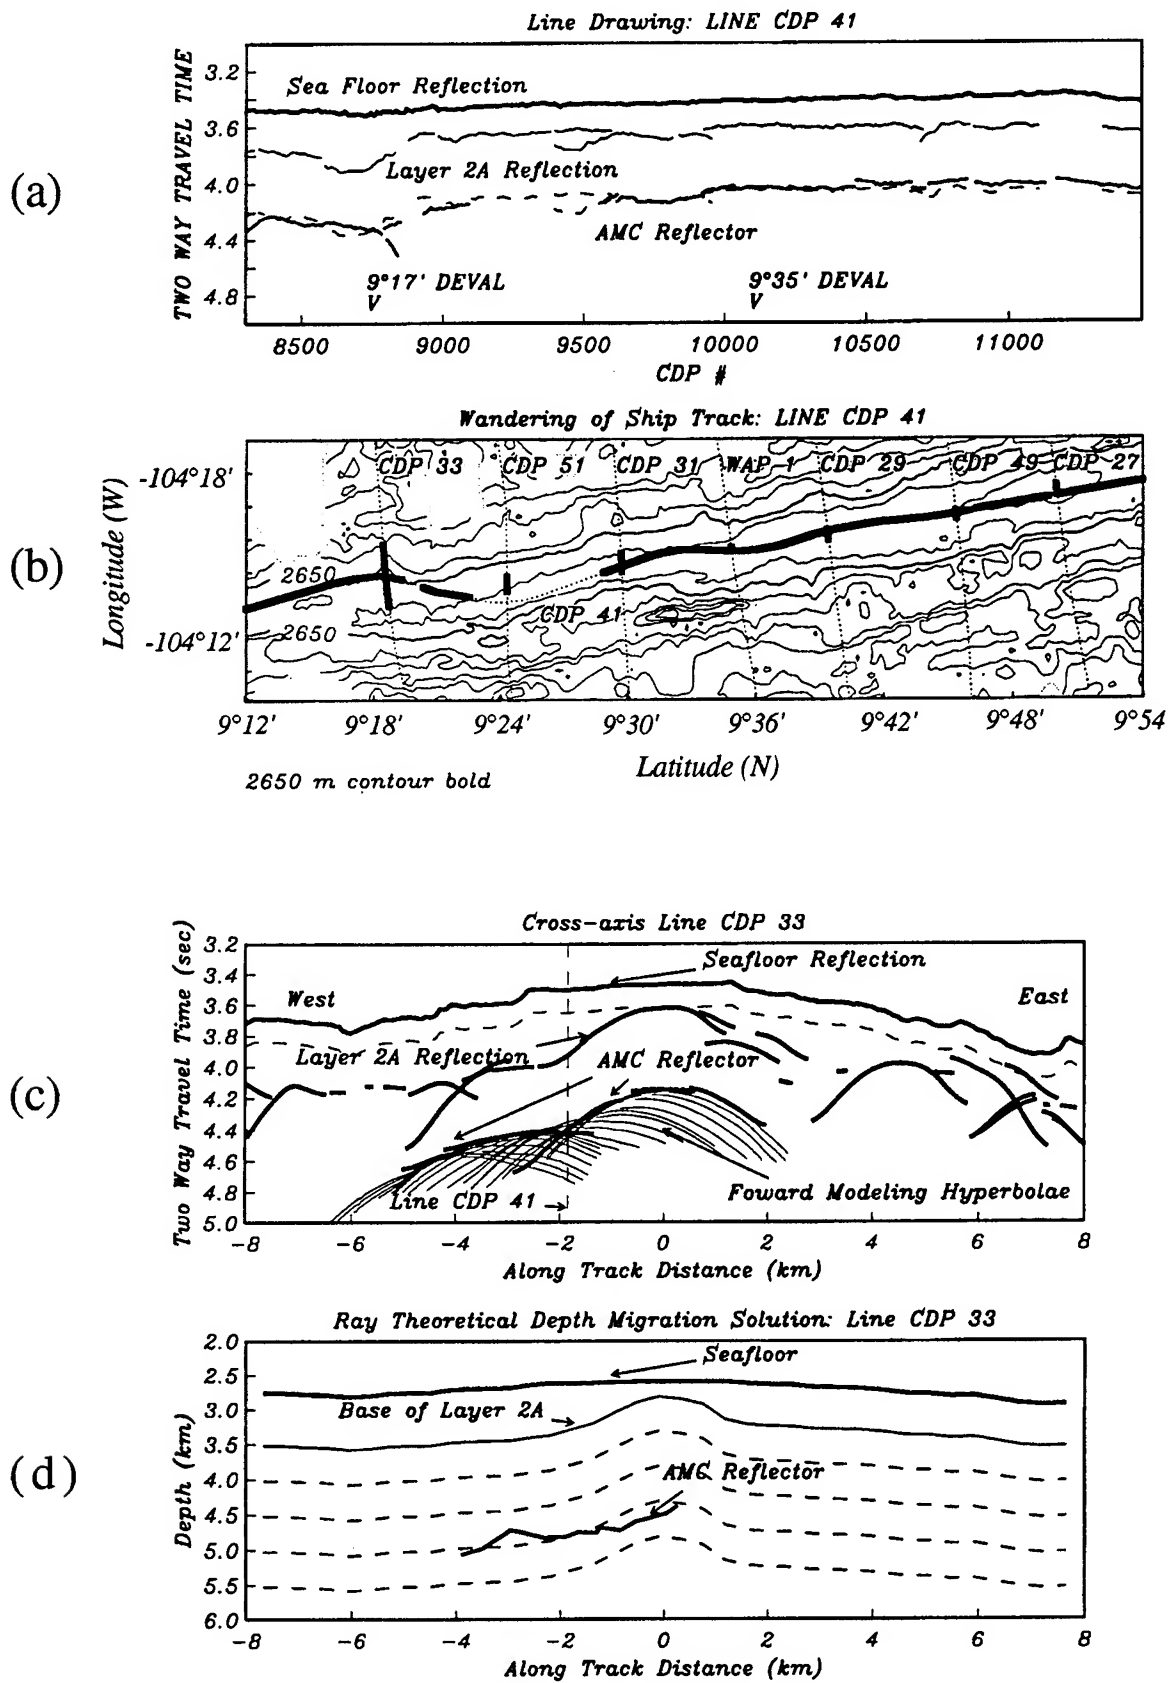 Line Drawing: LINE CDP 41
(a)
TWO WAY TRAVEL TIME
3.2
3.6
4.0
4.4
4.8
Sea Floor Reflection
Layer 2A Reflection
AMC Reflector
9°17' DEVAL
V
9°35' DEVAL
V
8500 9000 9500 10000 10500 11000
CDP #
Wandering of Ship Track: LINE CDP 41
(b)
Longitude (W)
-104°18'
-104°12'
CDP 33 CDP 51 CDP 31 WAP-1 CDP 29 CDP 49 CDP 27
2650
2650
CDP 41
9°12' 9°18' 9°24' 9°30' 9°36' 9°42' 9°48' 9°54
Latitude (N)
2650 m contour bold
Cross-axis Line CDP 33
(c)
Two Way Travel Time (sec)
3.2
3.4
3.6
3.8
4.0
4.2
4.4
4.6
4.8
5.0
Seafloor Reflection
West
East
Layer 2A Reflection
AMC Reflector
Line CDP 41
Foward Modeling Hyperbolae
-8 -6 -4 -2 0 2 4 6 8
Along Track Distance (km)
Ray Theoretical Depth Migration Solution: Line CDP 33
(d)
Depth (km)
2.0
2.5
3.0
3.5
4.0
4.5
5.0
5.5
6.0
Seafloor
Base of Layer 2A
AMC Reflector
-8 -6 -4 -2 0 2 4 6 8
Along Track Distance (km)